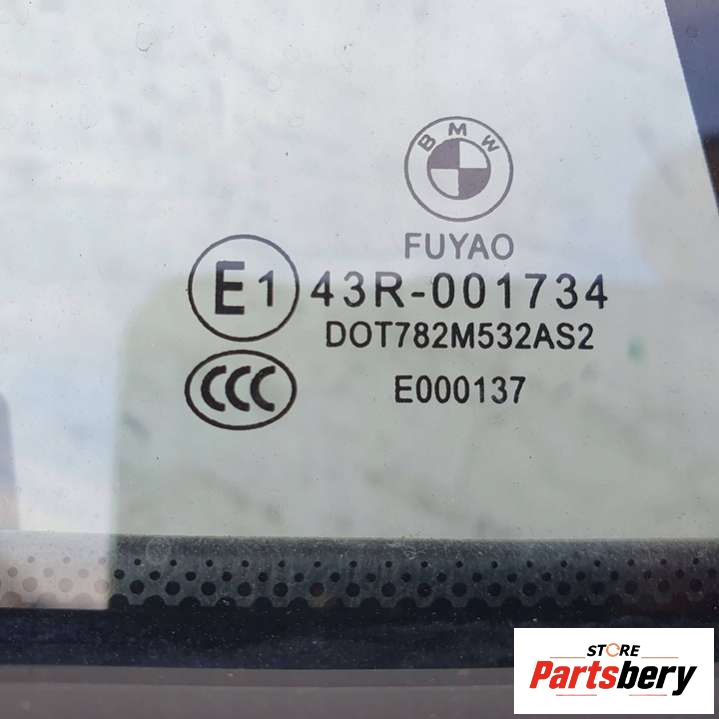 BMW
FUYAO
E1 43R-001734
DOT782M532AS2
CCC E000137
STORE
Partsbery